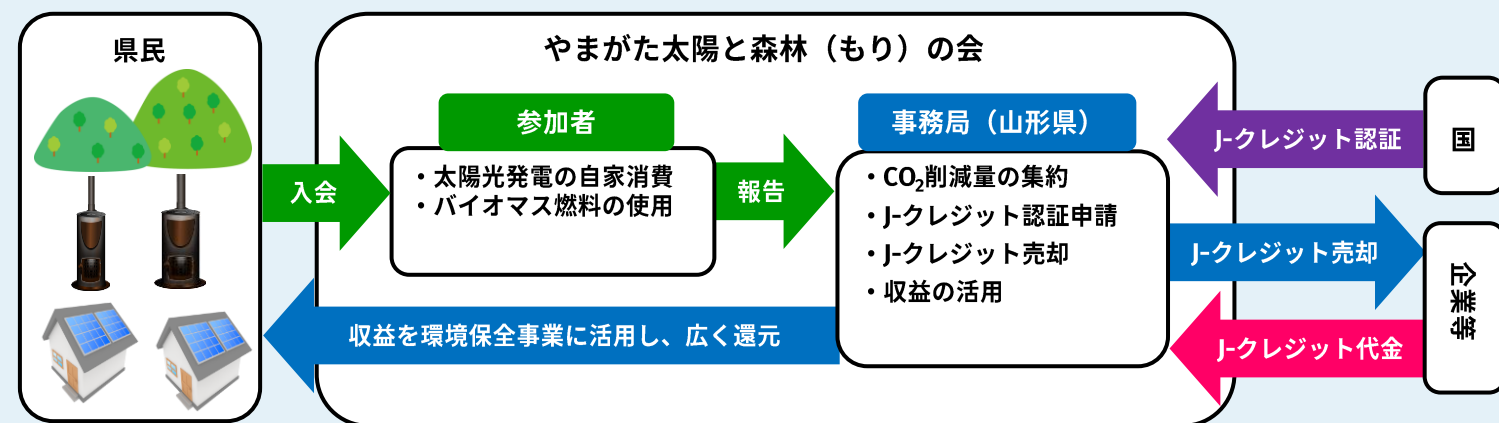 県民
やまがた太陽と森林（もり）の会
参加者
・太陽光発電の自家消費
・バイオマス燃料の使用
事務局（山形県）
・CO₂削減量の集約
・J-クレジット認証申請
・J-クレジット売却
・収益の活用
入会
報告
収益を環境保全事業に活用し、広く還元
J-クレジット認証
国
J-クレジット売却
企業等
J-クレジット代金